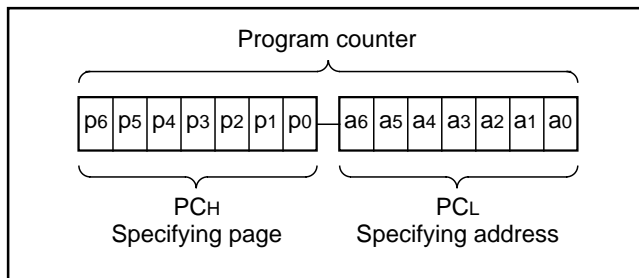 Program counter
p6 p5 p4 p3 p2 p1 p0 a6 a5 a4 a3 a2 a1 a0
PCH PCL
Specifying page Specifying address